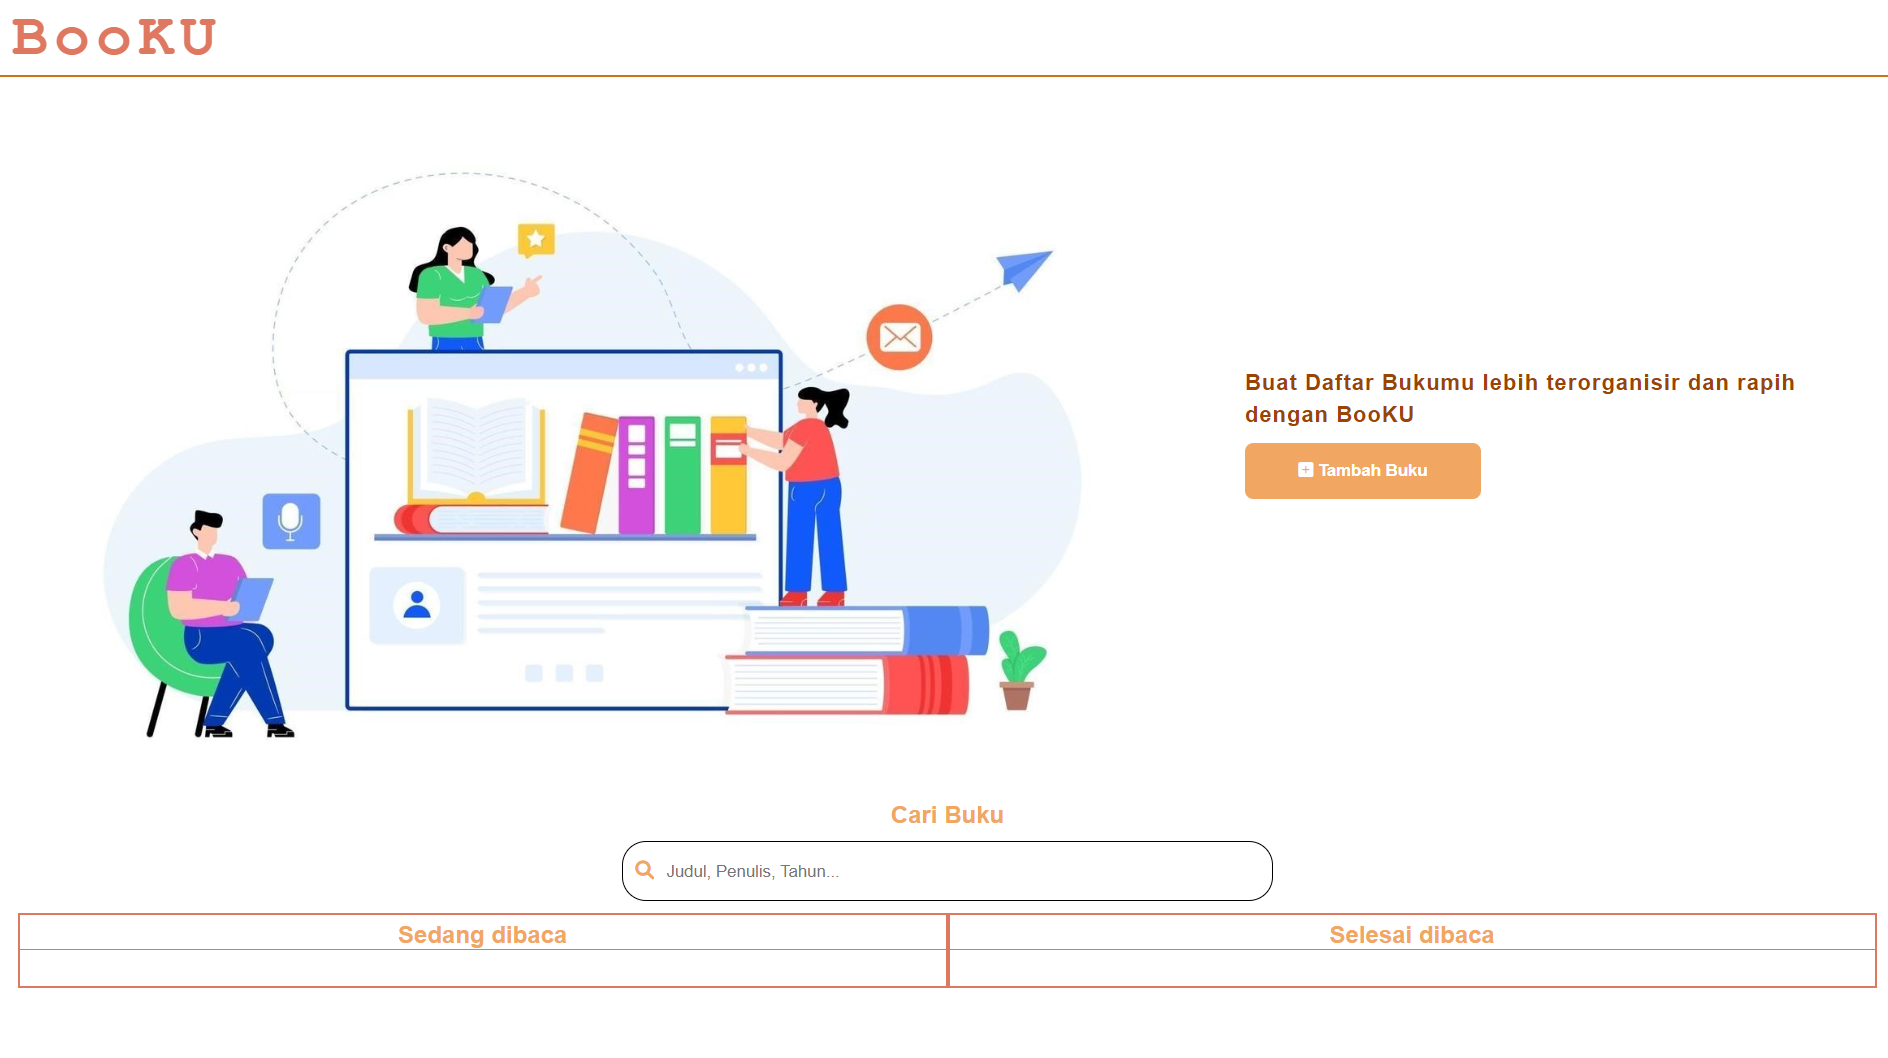 BooKU
Buat Daftar Bukumu lebih terorganisir dan rapih
dengan BooKU
Tambah Buku
Cari Buku
Judul, Penulis, Tahun...
Sedang dibaca
Selesai dibaca